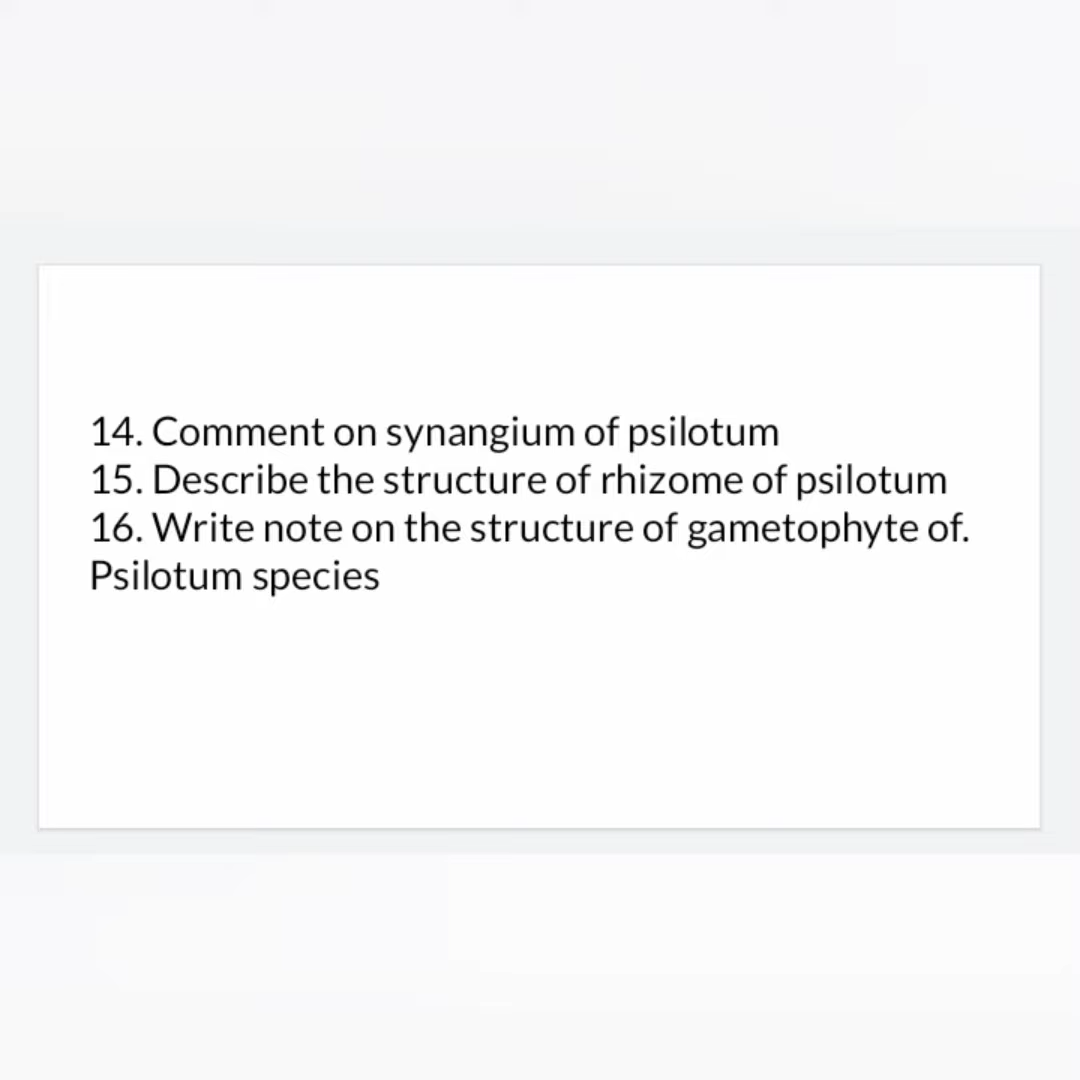 14. Comment on synangium of psilotum
15. Describe the structure of rhizome of psilotum
16. Write note on the structure of gametophyte of.
Psilotum species